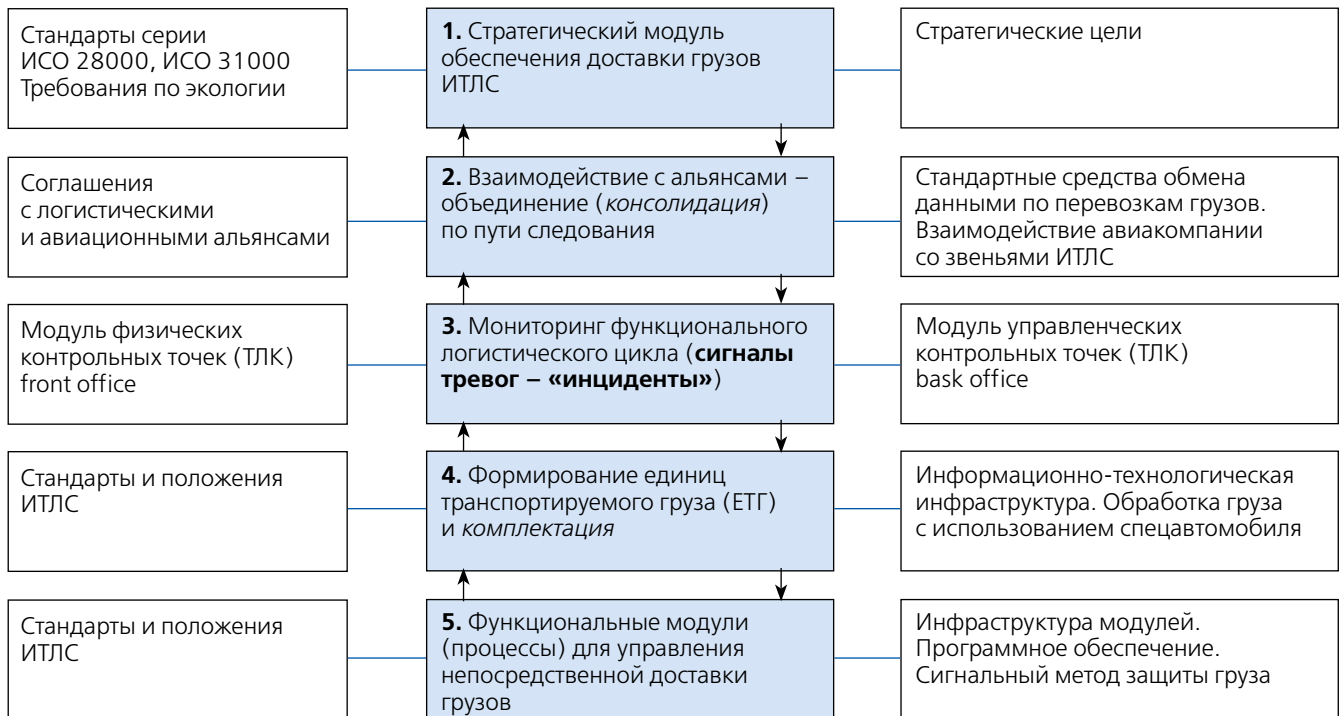 Стандарты серии
ИСО 28000, ИСО 31000
Требования по экологии
1. Стратегический модуль
обеспечения доставки грузов
ИТЛС
Стратегические цели
Соглашения
с логистическими
и авиационными альянсами
2. Взаимодействие с альянсами –
объединение (консолидация)
по пути следования
Стандартные средства обмена
данными по перевозкам грузов.
Взаимодействие авиакомпании
со звеньями ИТЛС
Модуль физических
контрольных точек (ТЛК)
front office
3. Мониторинг функционального
логистического цикла (сигналы
тревог – «инциденты»)
Модуль управленческих
контрольных точек (ТЛК)
bask office
Стандарты и положения
ИТЛС
4. Формирование единиц
транспортируемого груза (ЕТГ)
и комплектация
Информационно-технологическая
инфраструктура. Обработка груза
с использованием спецавтомобиля
Стандарты и положения
ИТЛС
5. Функциональные модули
(процессы) для управления
непосредственной доставки
грузов
Инфраструктура модулей.
Программное обеспечение.
Сигнальный метод защиты груза